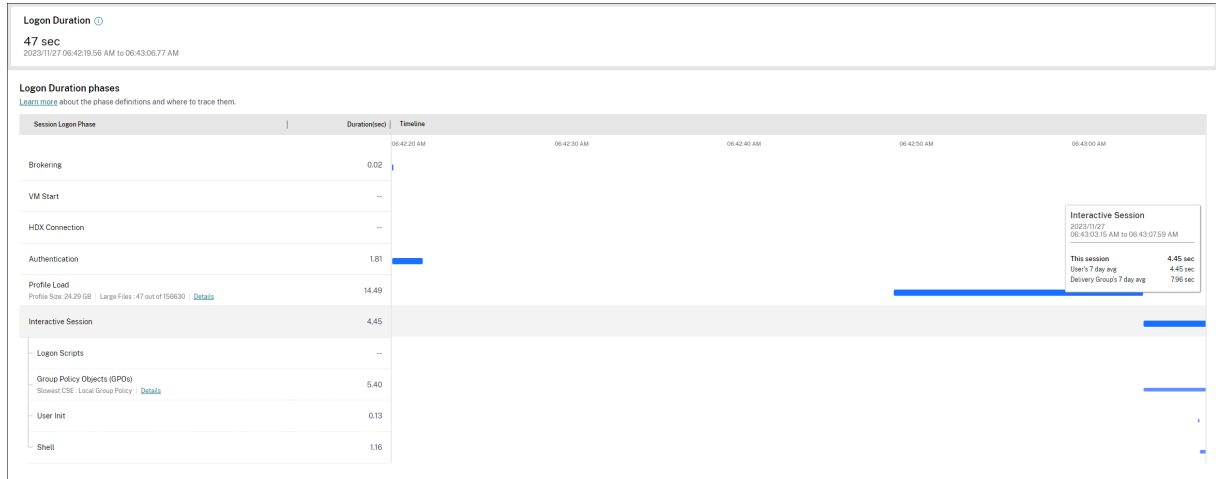 Logon Duration
47 sec
2023/11/27 06:42:19.56 AM to 06:43:06.77 AM
Logon Duration phases
Learn more about the phase definitions and where to trace them.
Session Logon Phase | Duration(sec) | Timeline
06:42:20 AM 06:42:30 AM 06:42:40 AM 06:42:50 AM 06:43:00 AM
Brokering 0.02
VM Start --
HDX Connection --
Authentication 1.81
Profile Load 14.49
Profile Size: 24.29 GB | Large Files : 47 out of 156630 | Details
Interactive Session 4.45
Logon Scripts --
Group Policy Objects (GPOs) 5.40
Slowest CSE : Local Group Policy | Details
User Init 0.13
Shell 1.16
Interactive Session
2023/11/27
06:43:03.15 AM to 06:43:07.59 AM
This session 4.45 sec
User's 7 day avg 4.45 sec
Delivery Group's 7 day avg 7.96 sec